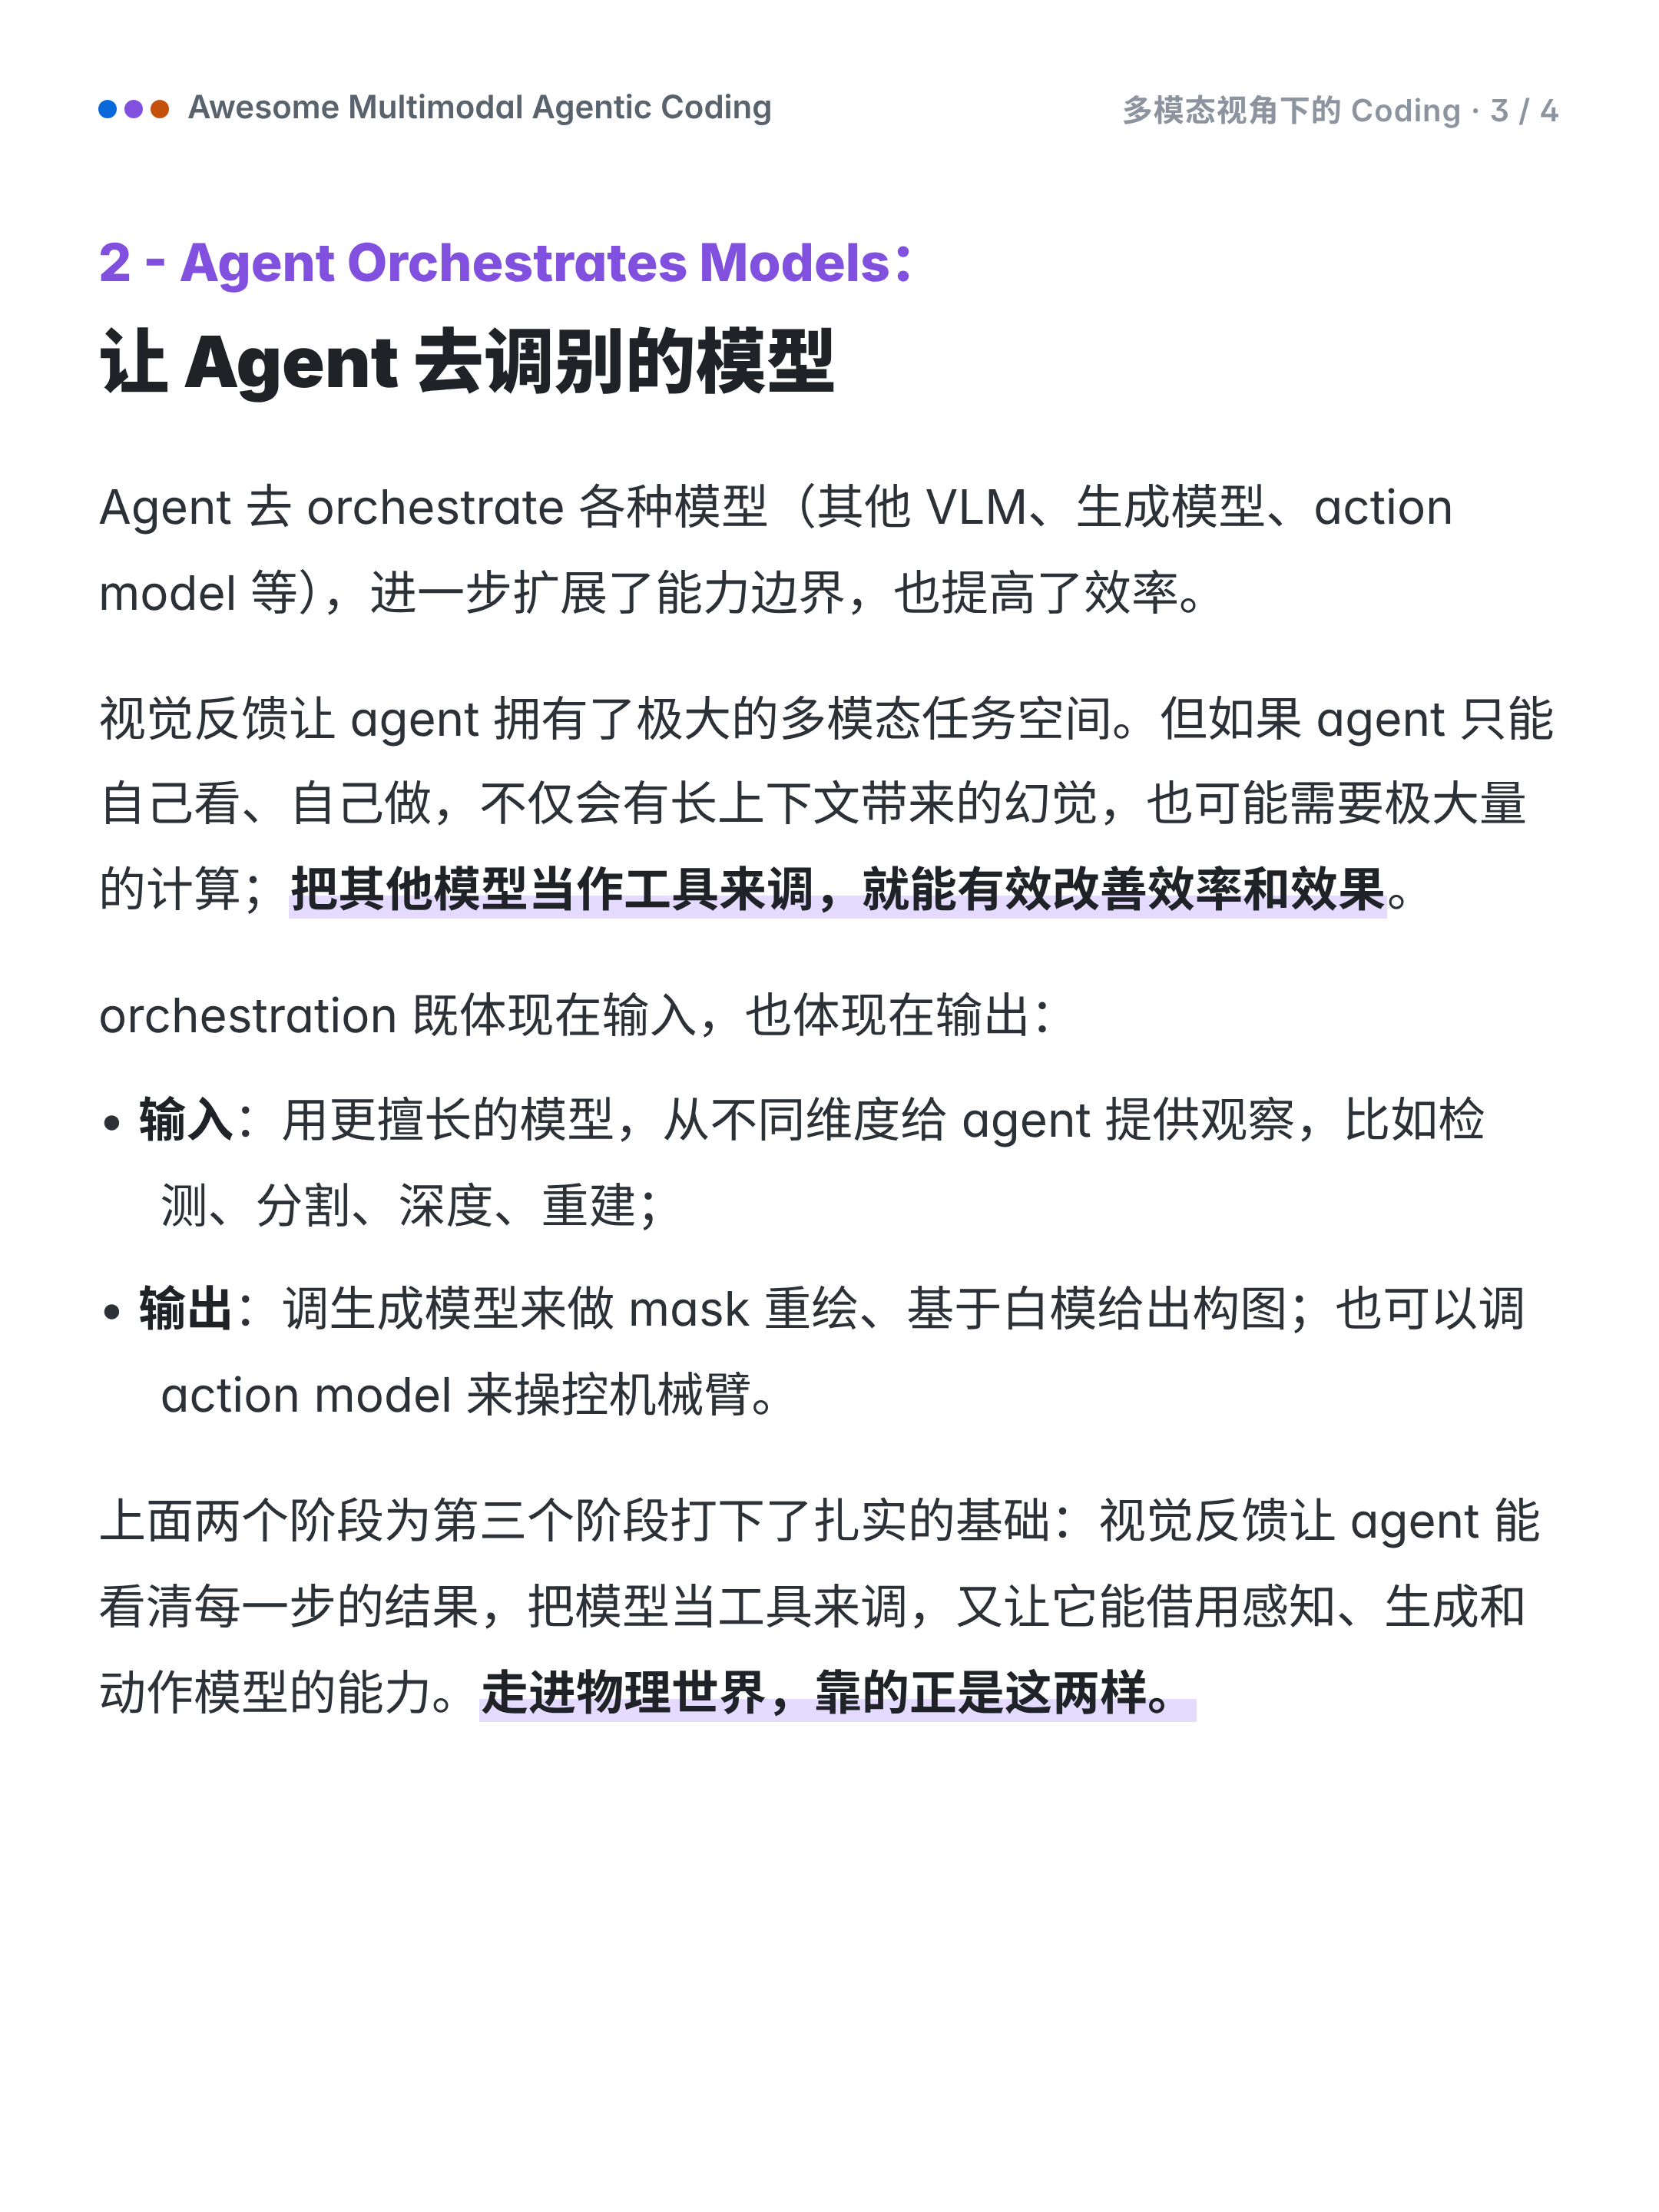 Awesome Multimodal Agentic Coding
多模态视角下的 Coding · 3 / 4
2 - Agent Orchestrates Models：
让 Agent 去调别的模型
Agent 去 orchestrate 各种模型（其他 VLM、生成模型、action
model 等），进一步扩展了能力边界，也提高了效率。
视觉反馈让 agent 拥有了极大的多模态任务空间。但如果 agent 只能
自己看、自己做，不仅会有长上下文带来的幻觉，也可能需要极大量
的计算；把其他模型当作工具来调，就能有效改善效率和效果。
orchestration 既体现在输入，也体现在输出：
• 输入：用更擅长的模型，从不同维度给 agent 提供观察，比如检
测、分割、深度、重建；
• 输出：调生成模型来做 mask 重绘、基于白模给出构图；也可以调
action model 来操控机械臂。
上面两个阶段为第三个阶段打下了扎实的基础：视觉反馈让 agent 能
看清每一步的结果，把模型当工具来调，又让它能借用感知、生成和
动作模型的能力。走进物理世界，靠的正是这两样。